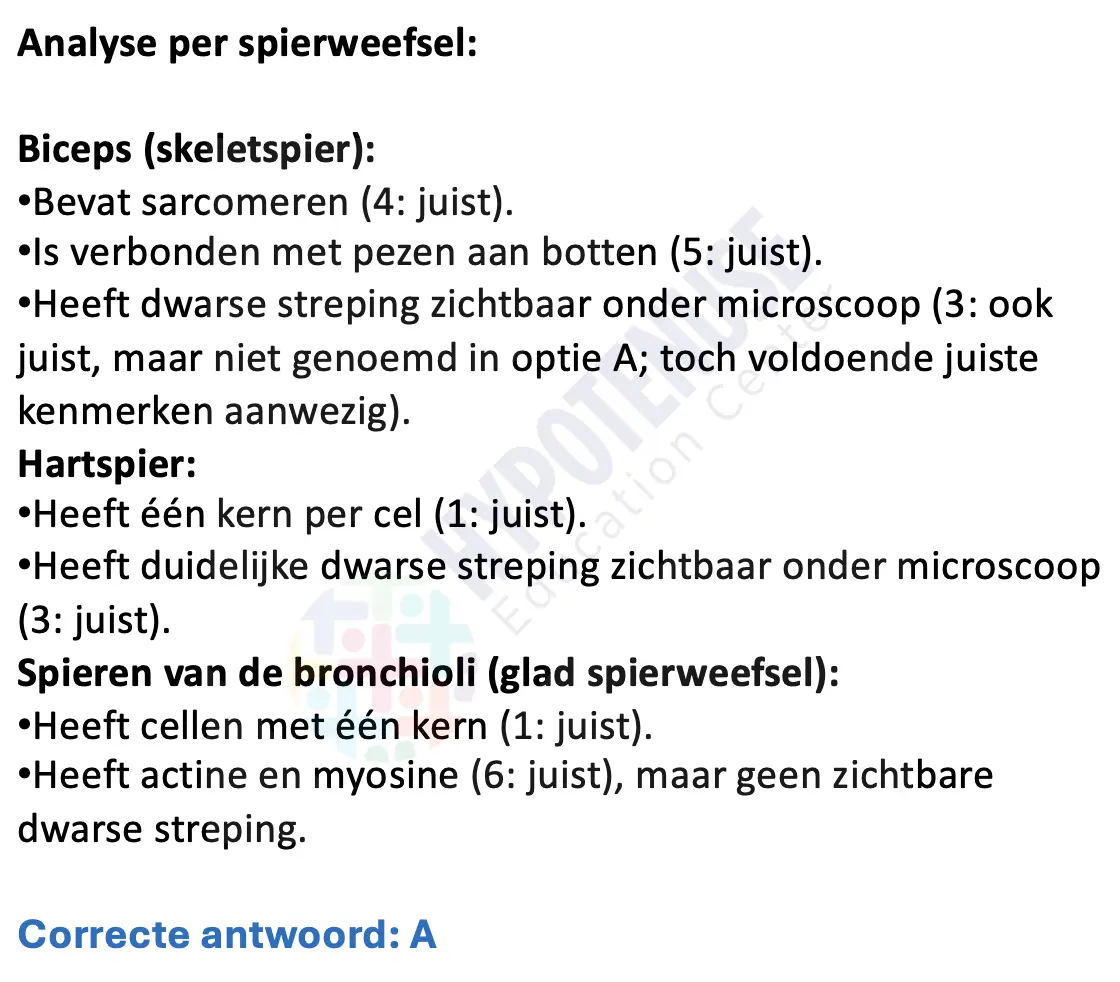 Analyse per spierweefsel:
Biceps (skeletspier):
•Bevat sarcomeren (4: juist).
•Is verbonden met pezen aan botten (5: juist).
•Heeft dwarse streping zichtbaar onder microscoop (3: ook
juist, maar niet genoemd in optie A; toch voldoende juiste
kenmerken aanwezig).
Hartspier:
•Heeft één kern per cel (1: juist).
•Heeft duidelijke dwarse streping zichtbaar onder microscoop
(3: juist).
Spieren van de bronchioli (glad spierweefsel):
•Heeft cellen met één kern (1: juist).
•Heeft actine en myosine (6: juist), maar geen zichtbare
dwarse streping.
Correcte antwoord: A
HYPOTENUSE
Education Center